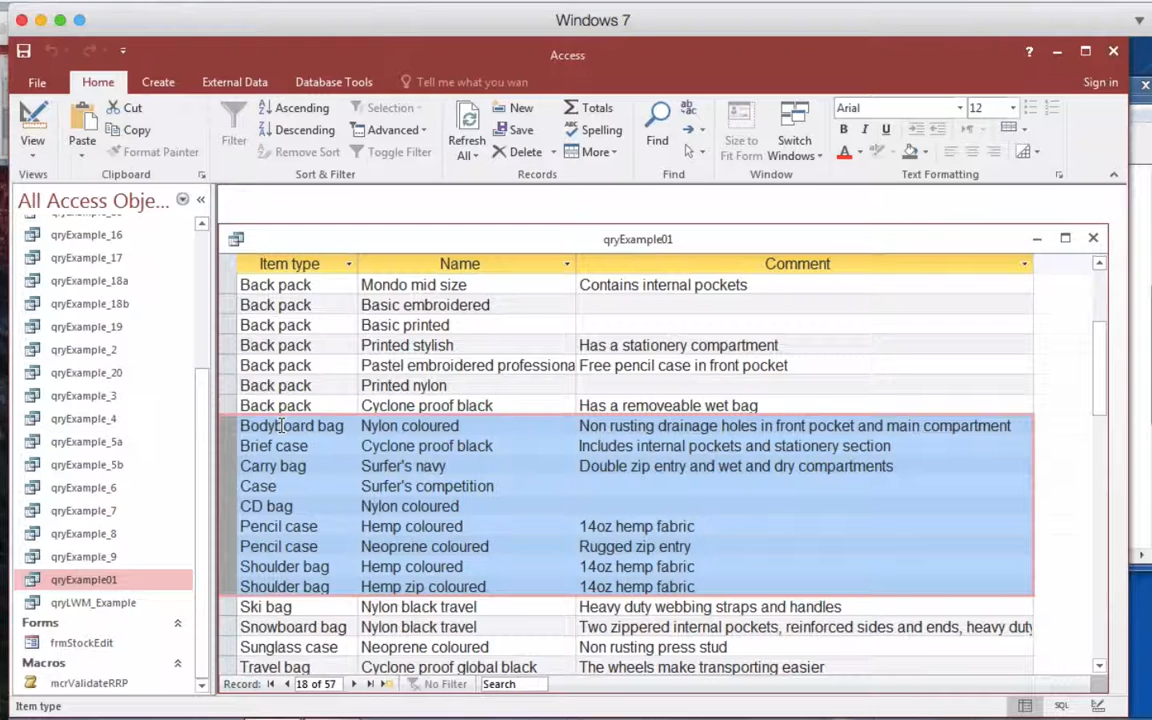 Windows 7
Access
?
File Home Create External Data Database Tools Tell me what you want Sign in
View
Views
Paste
Cut
Copy
Format Painter
Clipboard
Filter
Ascending
Descending
Remove Sort
Selection
Advanced
Toggle Filter
Sort & Filter
Refresh
All
New
Save
Delete
Totals
Spelling
More
Records
Find
Find
Size to
Fit Form
Switch
Windows
Window
Arial 12
B I U
A
Text Formatting
All Access Obje...
qryExample_16
qryExample_17
qryExample_18a
qryExample_18b
qryExample_19
qryExample_2
qryExample_20
qryExample_3
qryExample_4
qryExample_5a
qryExample_5b
qryExample_6
qryExample_7
qryExample_8
qryExample_9
qryExample01
qryLWM_Example
Forms
frmStockEdit
Macros
mcrValidateRRP
qryExample01
Item type Name Comment
Back pack Mondo mid size Contains internal pockets
Back pack Basic embroidered
Back pack Basic printed
Back pack Printed stylish Has a stationery compartment
Back pack Pastel embroidered professiona Free pencil case in front pocket
Back pack Printed nylon
Back pack Cyclone proof black Has a removeable wet bag
Bodyboard bag Nylon coloured Non rusting drainage holes in front pocket and main compartment
Brief case Cyclone proof black Includes internal pockets and stationery section
Carry bag Surfer's navy Double zip entry and wet and dry compartments
Case Surfer's competition
CD bag Nylon coloured
Pencil case Hemp coloured 14oz hemp fabric
Pencil case Neoprene coloured Rugged zip entry
Shoulder bag Hemp coloured 14oz hemp fabric
Shoulder bag Hemp zip coloured 14oz hemp fabric
Ski bag Nylon black travel Heavy duty webbing straps and handles
Snowboard bag Nylon black travel Two zippered internal pockets, reinforced sides and ends, heavy duty
Sunglass case Neoprene coloured Non rusting press stud
Travel bag Cyclone proof global black The wheels make transporting easier
Record: 18 of 57 No Filter Search
Item type SQL